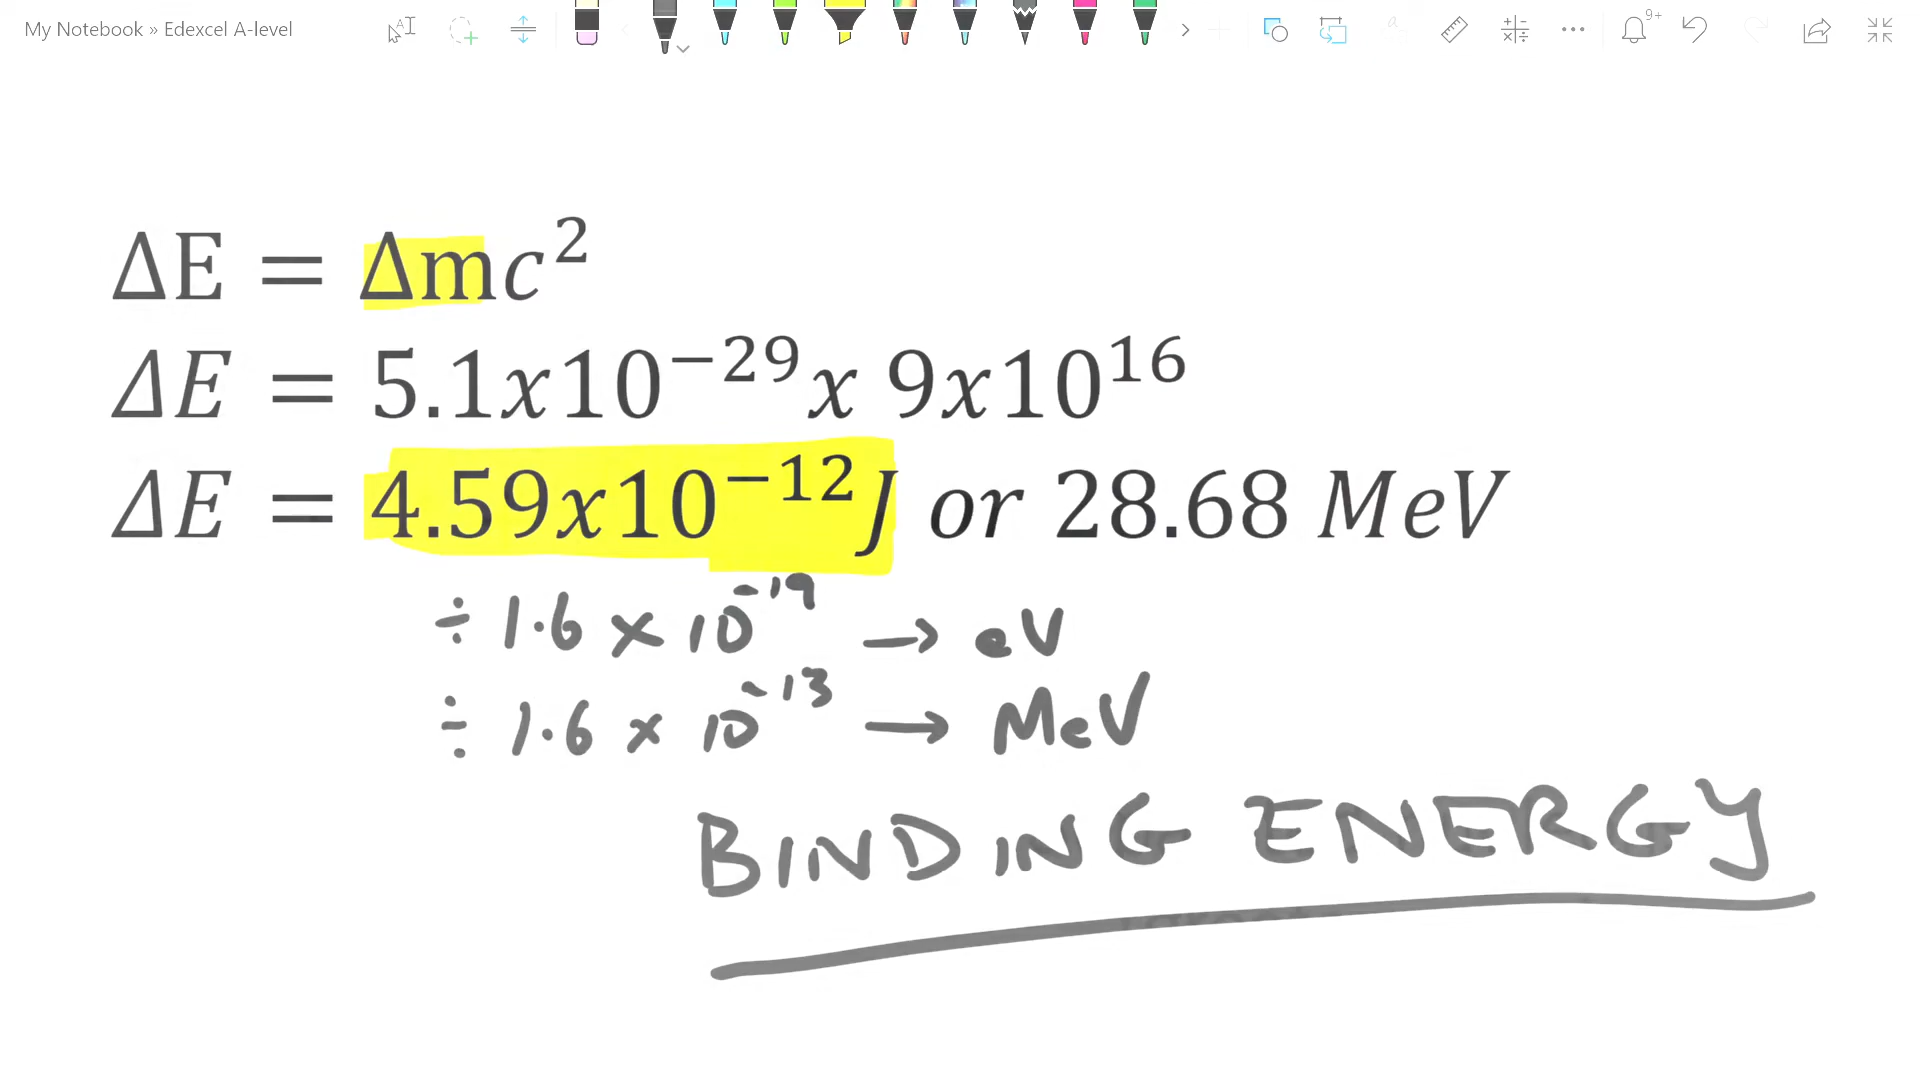 My Notebook » Edexcel A-level
9+
ΔE = Δmc²
ΔE = 5.1x10⁻²⁹x 9x10¹⁶
ΔE = 4.59x10⁻¹²J or 28.68 MeV
÷ 1.6 x 10⁻¹⁹ → eV
÷ 1.6 x 10⁻¹³ → MeV
BINDING ENERGY